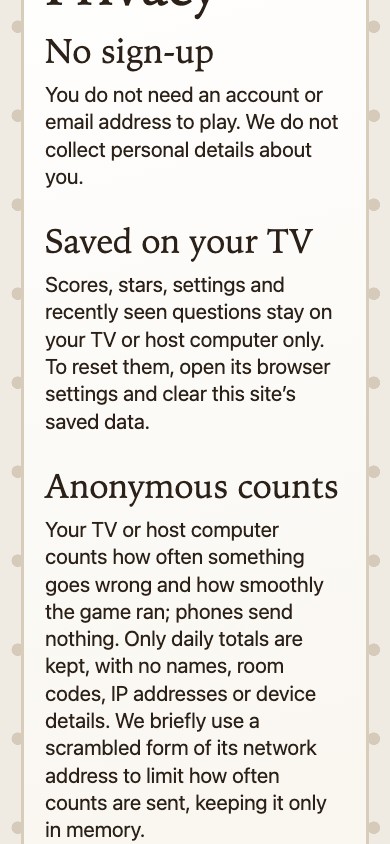 Privacy
No sign-up
You do not need an account or
email address to play. We do not
collect personal details about
you.
Saved on your TV
Scores, stars, settings and
recently seen questions stay on
your TV or host computer only.
To reset them, open its browser
settings and clear this site’s
saved data.
Anonymous counts
Your TV or host computer
counts how often something
goes wrong and how smoothly
the game ran; phones send
nothing. Only daily totals are
kept, with no names, room
codes, IP addresses or device
details. We briefly use a
scrambled form of its network
address to limit how often
counts are sent, keeping it only
in memory.